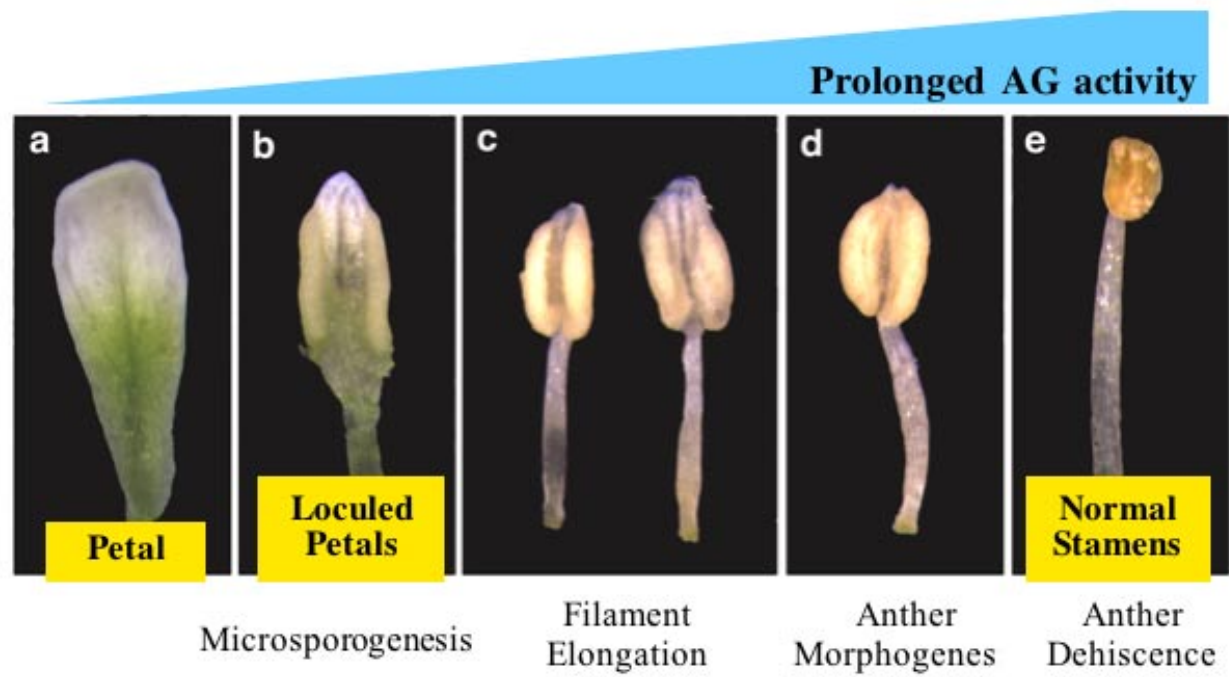 Prolonged AG activity
a
b
c
d
e
Petal
Loculed
Petals
Normal
Stamens
Microsporogenesis
Filament
Elongation
Anther
Morphogenes
Anther
Dehiscence